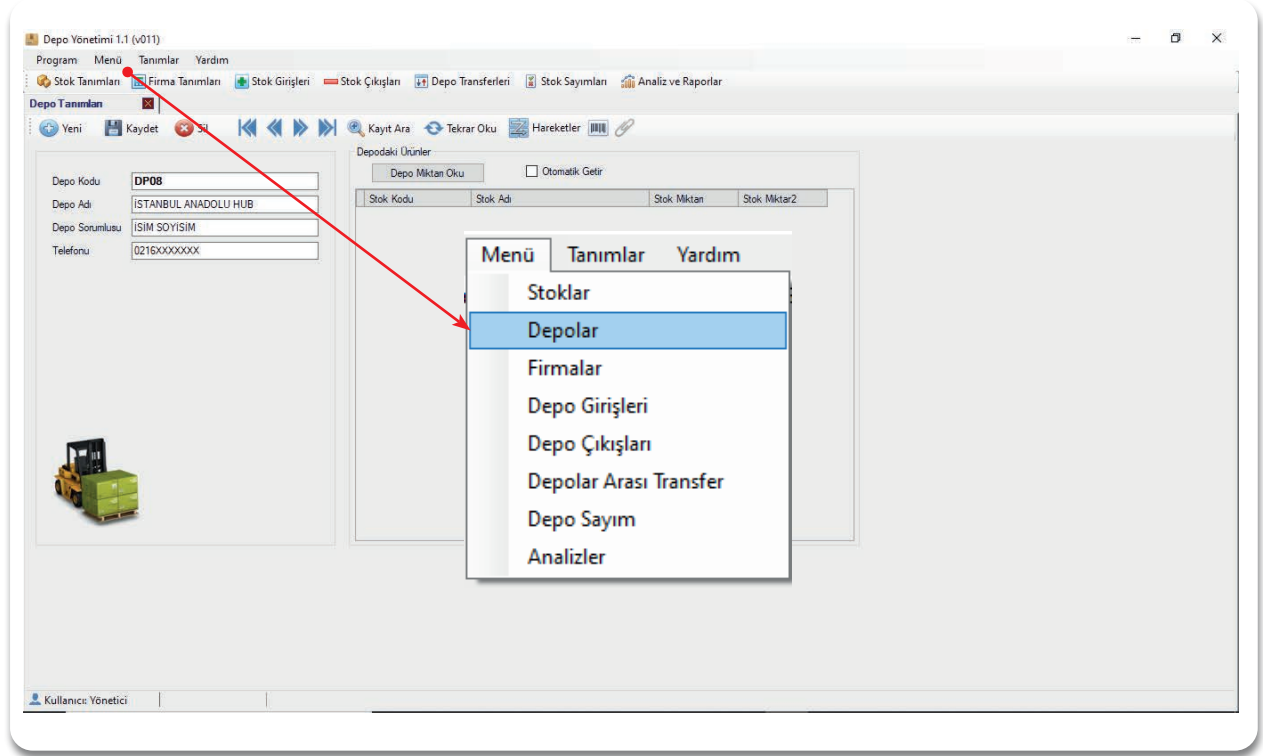 Depo Yönetimi 1.1 (v011)
Program Menü Tanımlar Yardım
Stok Tanımları Firma Tanımları Stok Girişleri Stok Çıkışları Depo Transferleri Stok Sayımları Analiz ve Raporlar
Depo Tanımları
Yeni Kaydet Sil Kayıt Ara Tekrar Oku Hareketler
Depodaki Ürünler
Depo Miktarı Oku Otomatik Getir
Depo Kodu DP08
Stok Kodu Stok Adı Stok Miktarı Stok Miktar2
Depo Adı İSTANBUL ANADOLU HUB
Depo Sorumlusu İSİM SOYİSİM
Telefonu 0216XXXXXXX
Menü Tanımlar Yardım
Stoklar
Depolar
Firmalar
Depo Girişleri
Depo Çıkışları
Depolar Arası Transfer
Depo Sayım
Analizler
Kullanıcı: Yönetici